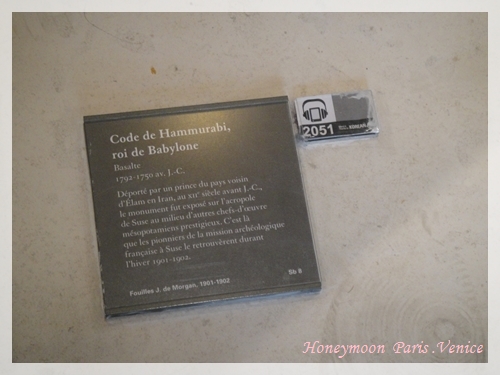 Code de Hammurabi,
roi de Babylone
Basalte
1792-1750 av. J.-C.
Déporté par un prince du pays voisin
d'Élam en Iran, au XIIᵉ siècle avant J.-C.,
le monument fut exposé sur l'acropole
de Suse au milieu d'autres chefs-d'œuvre
mésopotamiens prestigieux. C'est là
que les pionniers de la mission archéologique
française à Suse le retrouvèrent durant
l'hiver 1901-1902.
Fouilles J. de Morgan, 1901-1902
Sb 8
2051
Honeymoon Paris .Venice